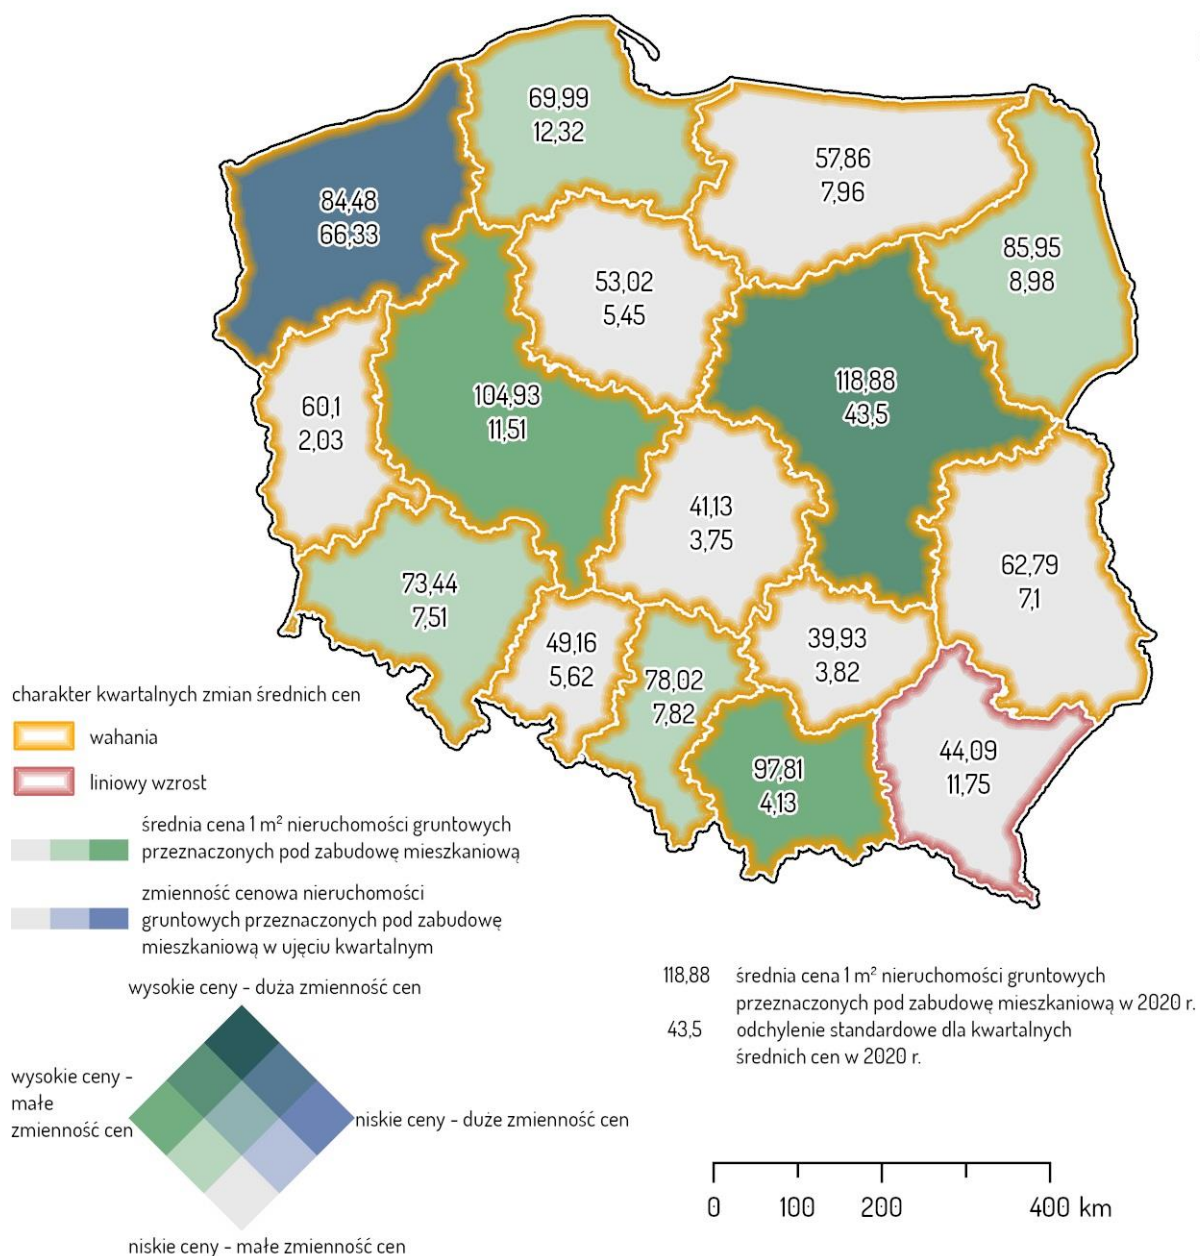 69,99
12,32
57,86
7,96
84,48
66,33
85,95
8,98
53,02
5,45
118,88
43,5
60,1
2,03
104,93
11,51
41,13
3,75
62,79
7,1
73,44
7,51
49,16
5,62
39,93
3,82
78,02
7,82
44,09
11,75
97,81
4,13
charakter kwartalnych zmian średnich cen
wahania
liniowy wzrost
średnia cena 1 m² nieruchomości gruntowych
przeznaczonych pod zabudowę mieszkaniową
zmienność cenowa nieruchomości
gruntowych przeznaczonych pod zabudowę
mieszkaniową w ujęciu kwartalnym
wysokie ceny - duża zmienność cen
wysokie ceny -
małe
zmienność cen
niskie ceny - duże zmienność cen
niskie ceny - małe zmienność cen
118,88 średnia cena 1 m² nieruchomości gruntowych
przeznaczonych pod zabudowę mieszkaniową w 2020 r.
43,5 odchylenie standardowe dla kwartalnych
średnich cen w 2020 r.
0 100 200 400 km